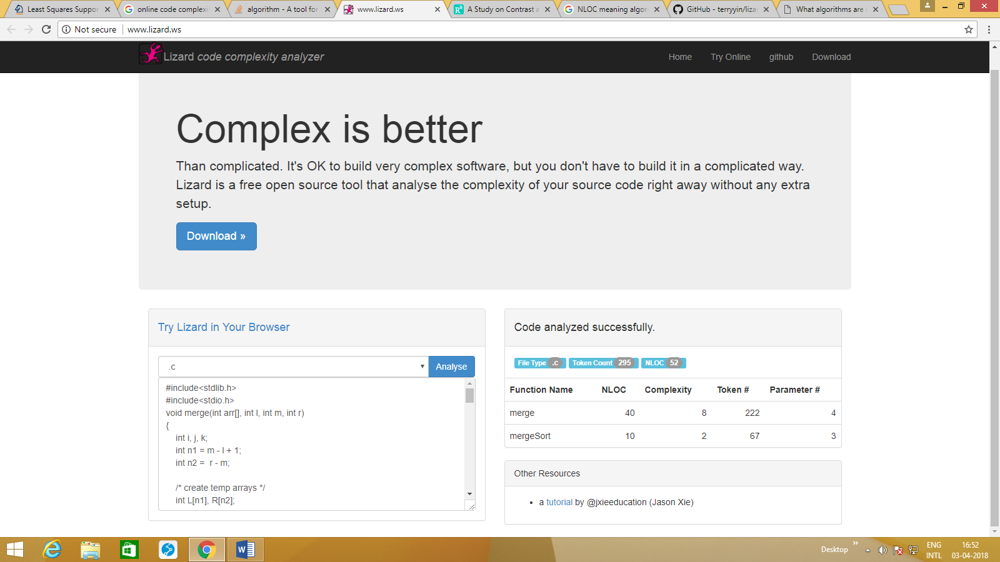 Least Squares Suppor
online code complexi
algorithm - A tool for
www.lizard.ws
A Study on Contrast a
NLOC meaning algori
GitHub - terryyin/lizar
What algorithms are
Not secure
www.lizard.ws
Lizard code complexity analyzer
Home
Try Online
github
Download
Complex is better
Than complicated. It's OK to build very complex software, but you don't have to build it in a complicated way.
Lizard is a free open source tool that analyse the complexity of your source code right away without any extra
setup.
Download »
Try Lizard in Your Browser
.c
Analyse
#include<stdlib.h>
#include<stdio.h>
void merge(int arr[], int l, int m, int r)
{
int i, j, k;
int n1 = m - l + 1;
int n2 =  r - m;
/* create temp arrays */
int L[n1], R[n2];
Code analyzed successfully.
File Type .c Token Count 295 NLOC 52
Function Name NLOC Complexity Token # Parameter #
merge 40 8 222 4
mergeSort 10 2 67 3
Other Resources
• a tutorial by @jxieeducation (Jason Xie)
Desktop
ENG
INTL
16:52
03-04-2018